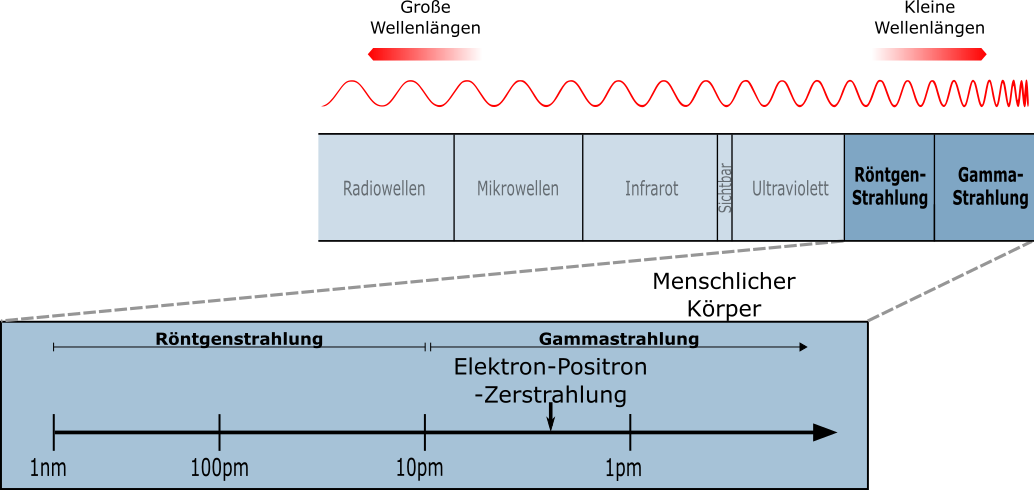 Große
Wellenlängen
Kleine
Wellenlängen
Radiowellen
Mikrowellen
Infrarot
Sichtbar
Ultraviolett
Röntgen-
Strahlung
Gamma-
Strahlung
Menschlicher
Körper
Röntgenstrahlung
Gammastrahlung
Elektron-Positron
-Zerstrahlung
1nm
100pm
10pm
1pm